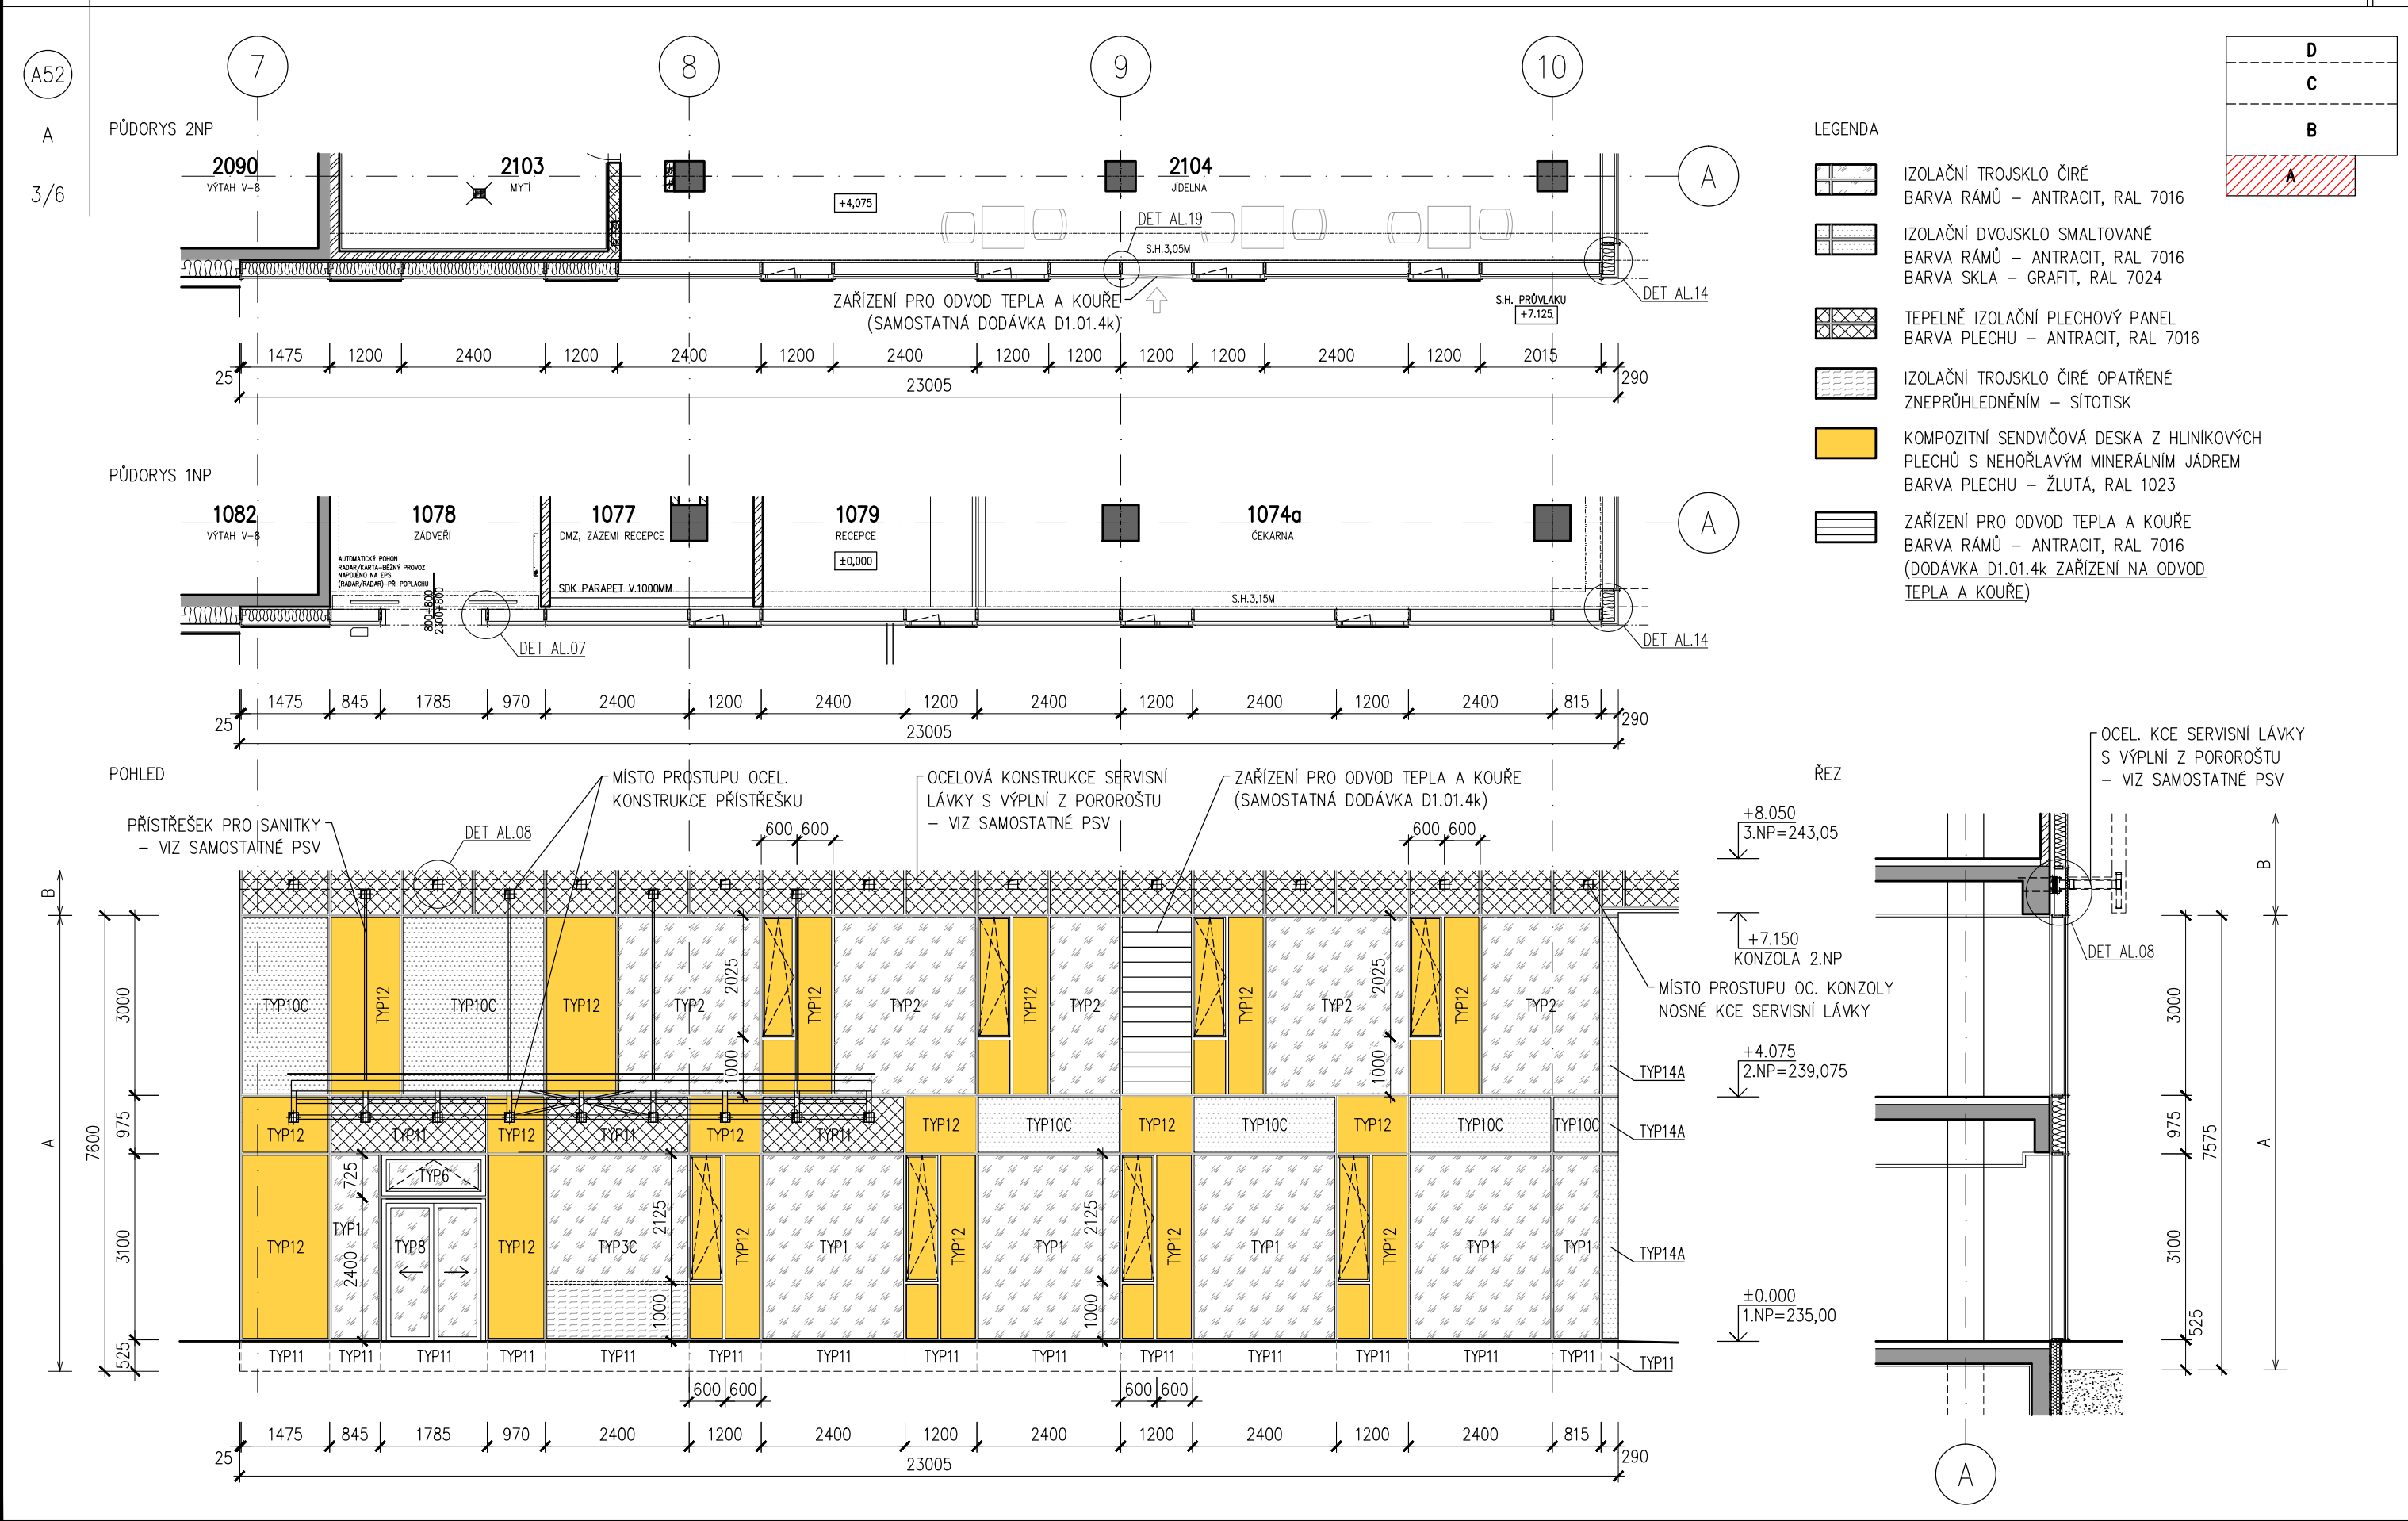 A52
A
3/6
7
8
9
10
PŮDORYS 2NP
2090
VÝTAH V-8
2103
MYTÍ
2104
JÍDELNA
A
+4,075
DET AL.19
S.H.3,05M
ZAŘÍZENÍ PRO ODVOD TEPLA A KOUŘE
(SAMOSTATNÁ DODÁVKA D1.01.4k)
S.H. PRŮVLAKU
+7.125
DET AL.14
1475 1200 2400 1200 2400 1200 2400 1200 1200 1200 1200 2400 1200 2015
25
23005
290
PŮDORYS 1NP
1082
VÝTAH V-8
1078
ZÁDVEŘÍ
1077
DMZ, ZÁZEMÍ RECEPCE
1079
RECEPCE
±0,000
1074a
ČEKÁRNA
A
AUTOMATICKÝ POHON
RADAR/KARTA-BĚŽNÝ PROVOZ
NAPOJENO NA EPS
(RADAR/RADAR)-PŘI POPLACHU
800+800
2300+800
SDK PARAPET V.1000MM
S.H.3,15M
DET AL.07
DET AL.14
1475 845 1785 970 2400 1200 2400 1200 2400 1200 2400 1200 2400 815
25
23005
290
POHLED
PŘÍSTŘEŠEK PRO SANITKY
- VIZ SAMOSTATNÉ PSV
DET AL.08
MÍSTO PROSTUPU OCEL.
KONSTRUKCE PŘÍSTŘEŠKU
OCELOVÁ KONSTRUKCE SERVISNÍ
LÁVKY S VÝPLNÍ Z POROROŠTU
- VIZ SAMOSTATNÉ PSV
ZAŘÍZENÍ PRO ODVOD TEPLA A KOUŘE
(SAMOSTATNÁ DODÁVKA D1.01.4k)
600 600
600 600
B
A
7600
3000
975
3100
525
TYP10C TYP12 TYP10C TYP12 TYP2 TYP12 TYP2 TYP12 TYP2 TYP12 TYP2 TYP12 TYP2
2025
1000
2025
1000
TYP14A
TYP12 TYP11 TYP12 TYP11 TYP12 TYP11 TYP12 TYP10C TYP12 TYP10C TYP12 TYP10C TYP10C
TYP14A
TYP12 TYP1 TYP6 TYP8 TYP12 TYP3C TYP12 TYP1 TYP12 TYP1 TYP12 TYP1 TYP12 TYP1 TYP1
725
2400
2125
1000
2125
1000
TYP14A
TYP11 TYP11 TYP11 TYP11 TYP11 TYP11 TYP11 TYP11 TYP11 TYP11 TYP11 TYP11 TYP11 TYP11
TYP11
600 600
600 600
1475 845 1785 970 2400 1200 2400 1200 2400 1200 2400 1200 2400 815
25
23005
290
MÍSTO PROSTUPU OC. KONZOLY
NOSNÉ KCE SERVISNÍ LÁVKY
+8.050
3.NP=243,05
+7.150
KONZOLA 2.NP
+4.075
2.NP=239,075
±0.000
1.NP=235,00
ŘEZ
OCEL. KCE SERVISNÍ LÁVKY
S VÝPLNÍ Z POROROŠTU
- VIZ SAMOSTATNÉ PSV
DET AL.08
B
A
3000
975
3100
525
7575
A
LEGENDA
IZOLAČNÍ TROJSKLO ČIRÉ
BARVA RÁMŮ - ANTRACIT, RAL 7016
IZOLAČNÍ DVOJSKLO SMALTOVANÉ
BARVA RÁMŮ - ANTRACIT, RAL 7016
BARVA SKLA - GRAFIT, RAL 7024
TEPELNĚ IZOLAČNÍ PLECHOVÝ PANEL
BARVA PLECHU - ANTRACIT, RAL 7016
IZOLAČNÍ TROJSKLO ČIRÉ OPATŘENÉ
ZNEPRŮHLEDNĚNÍM - SÍTOTISK
KOMPOZITNÍ SENDVIČOVÁ DESKA Z HLINÍKOVÝCH
PLECHŮ S NEHOŘLAVÝM MINERÁLNÍM JÁDREM
BARVA PLECHU - ŽLUTÁ, RAL 1023
ZAŘÍZENÍ PRO ODVOD TEPLA A KOUŘE
BARVA RÁMŮ - ANTRACIT, RAL 7016
(DODÁVKA D1.01.4k ZAŘÍZENÍ NA ODVOD
TEPLA A KOUŘE)
D
C
B
A